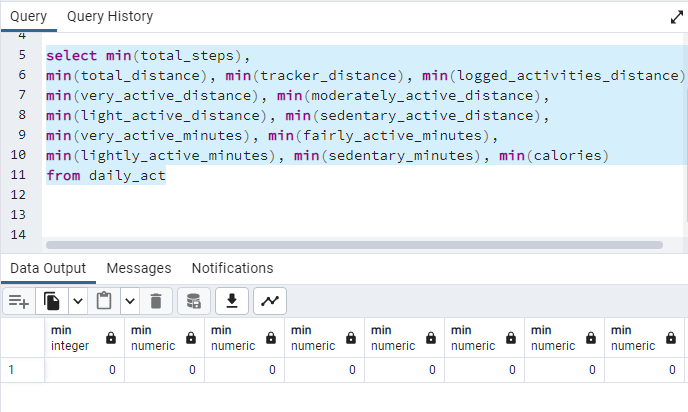 Query Query History
4
5 select min(total_steps),
6 min(total_distance), min(tracker_distance), min(logged_activities_distance)
7 min(very_active_distance), min(moderately_active_distance),
8 min(light_active_distance), min(sedentary_active_distance),
9 min(very_active_minutes), min(fairly_active_minutes),
10 min(lightly_active_minutes), min(sedentary_minutes), min(calories)
11 from daily_act
12
13
14
Data Output Messages Notifications
min min min min min min min min
integer numeric numeric numeric numeric numeric numeric numeric
1 0 0 0 0 0 0 0 0